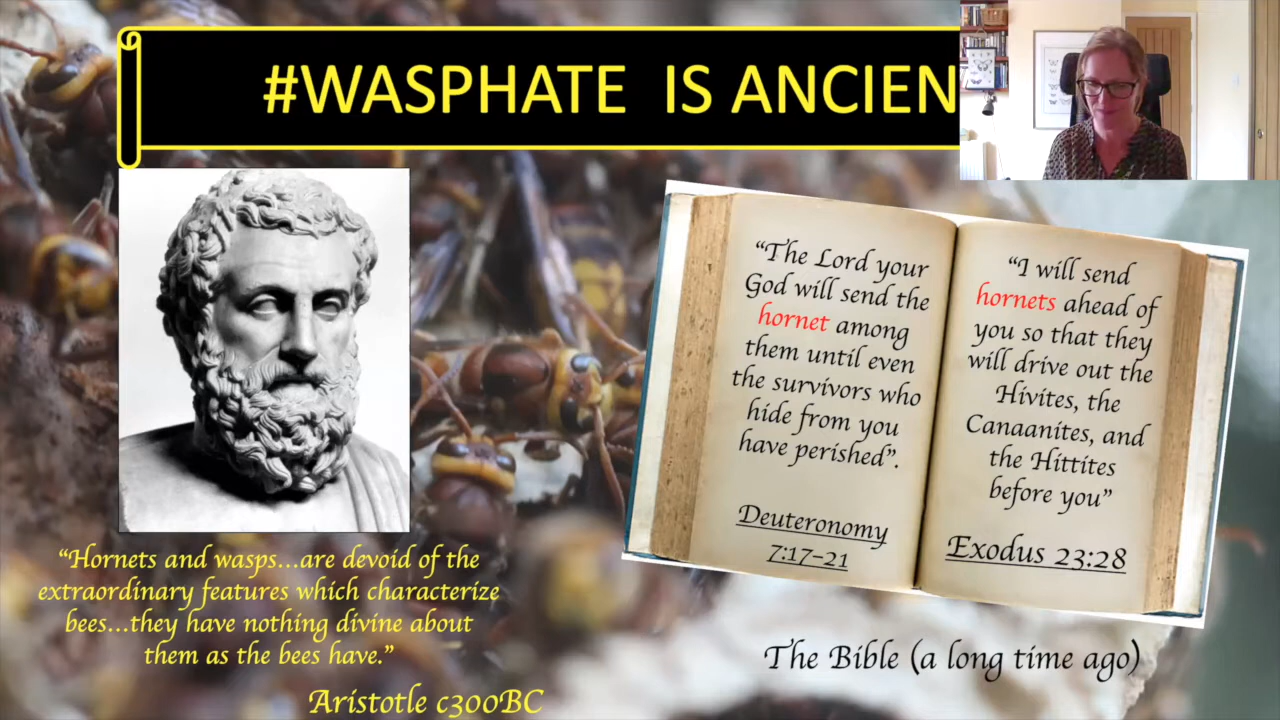 #WASPHATE IS ANCIEN
“The Lord your
God will send the
hornet among
them until even
the survivors who
hide from you
have perished”.
Deuteronomy
7:17–21
“I will send
hornets ahead of
you so that they
will drive out the
Hivites, the
Canaanites, and
the Hittites
before you”
Exodus 23:28
“Hornets and wasps...are devoid of the
extraordinary features which characterize
bees...they have nothing divine about
them as the bees have.”
Aristotle c300BC
The Bible (a long time ago)